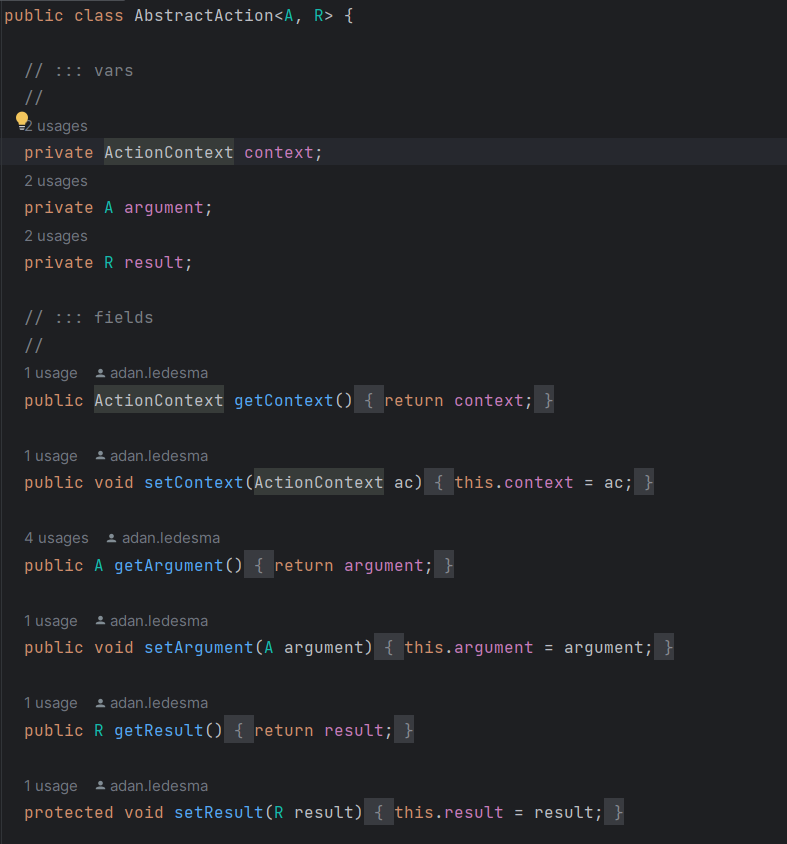 public class AbstractAction<A, R> {
// ::: vars
//
2 usages
private ActionContext context;
2 usages
private A argument;
2 usages
private R result;
// ::: fields
//
1 usage adan.ledesma
public ActionContext getContext() { return context; }
1 usage adan.ledesma
public void setContext(ActionContext ac) { this.context = ac; }
4 usages adan.ledesma
public A getArgument() { return argument; }
1 usage adan.ledesma
public void setArgument(A argument) { this.argument = argument; }
1 usage adan.ledesma
public R getResult() { return result; }
1 usage adan.ledesma
protected void setResult(R result) { this.result = result; }